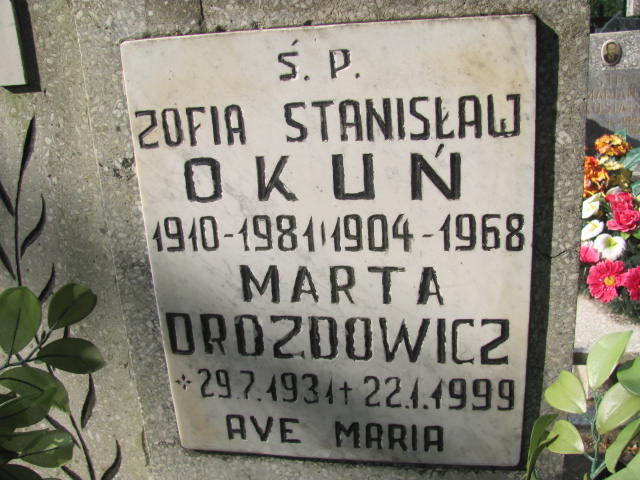 Ś. P.
ZOFIA STANISŁAW
OKUŃ
1910-1981 1904-1968
MARTA
DROZDOWICZ
29.7.1931 + 22.1.1999
AVE MARIA